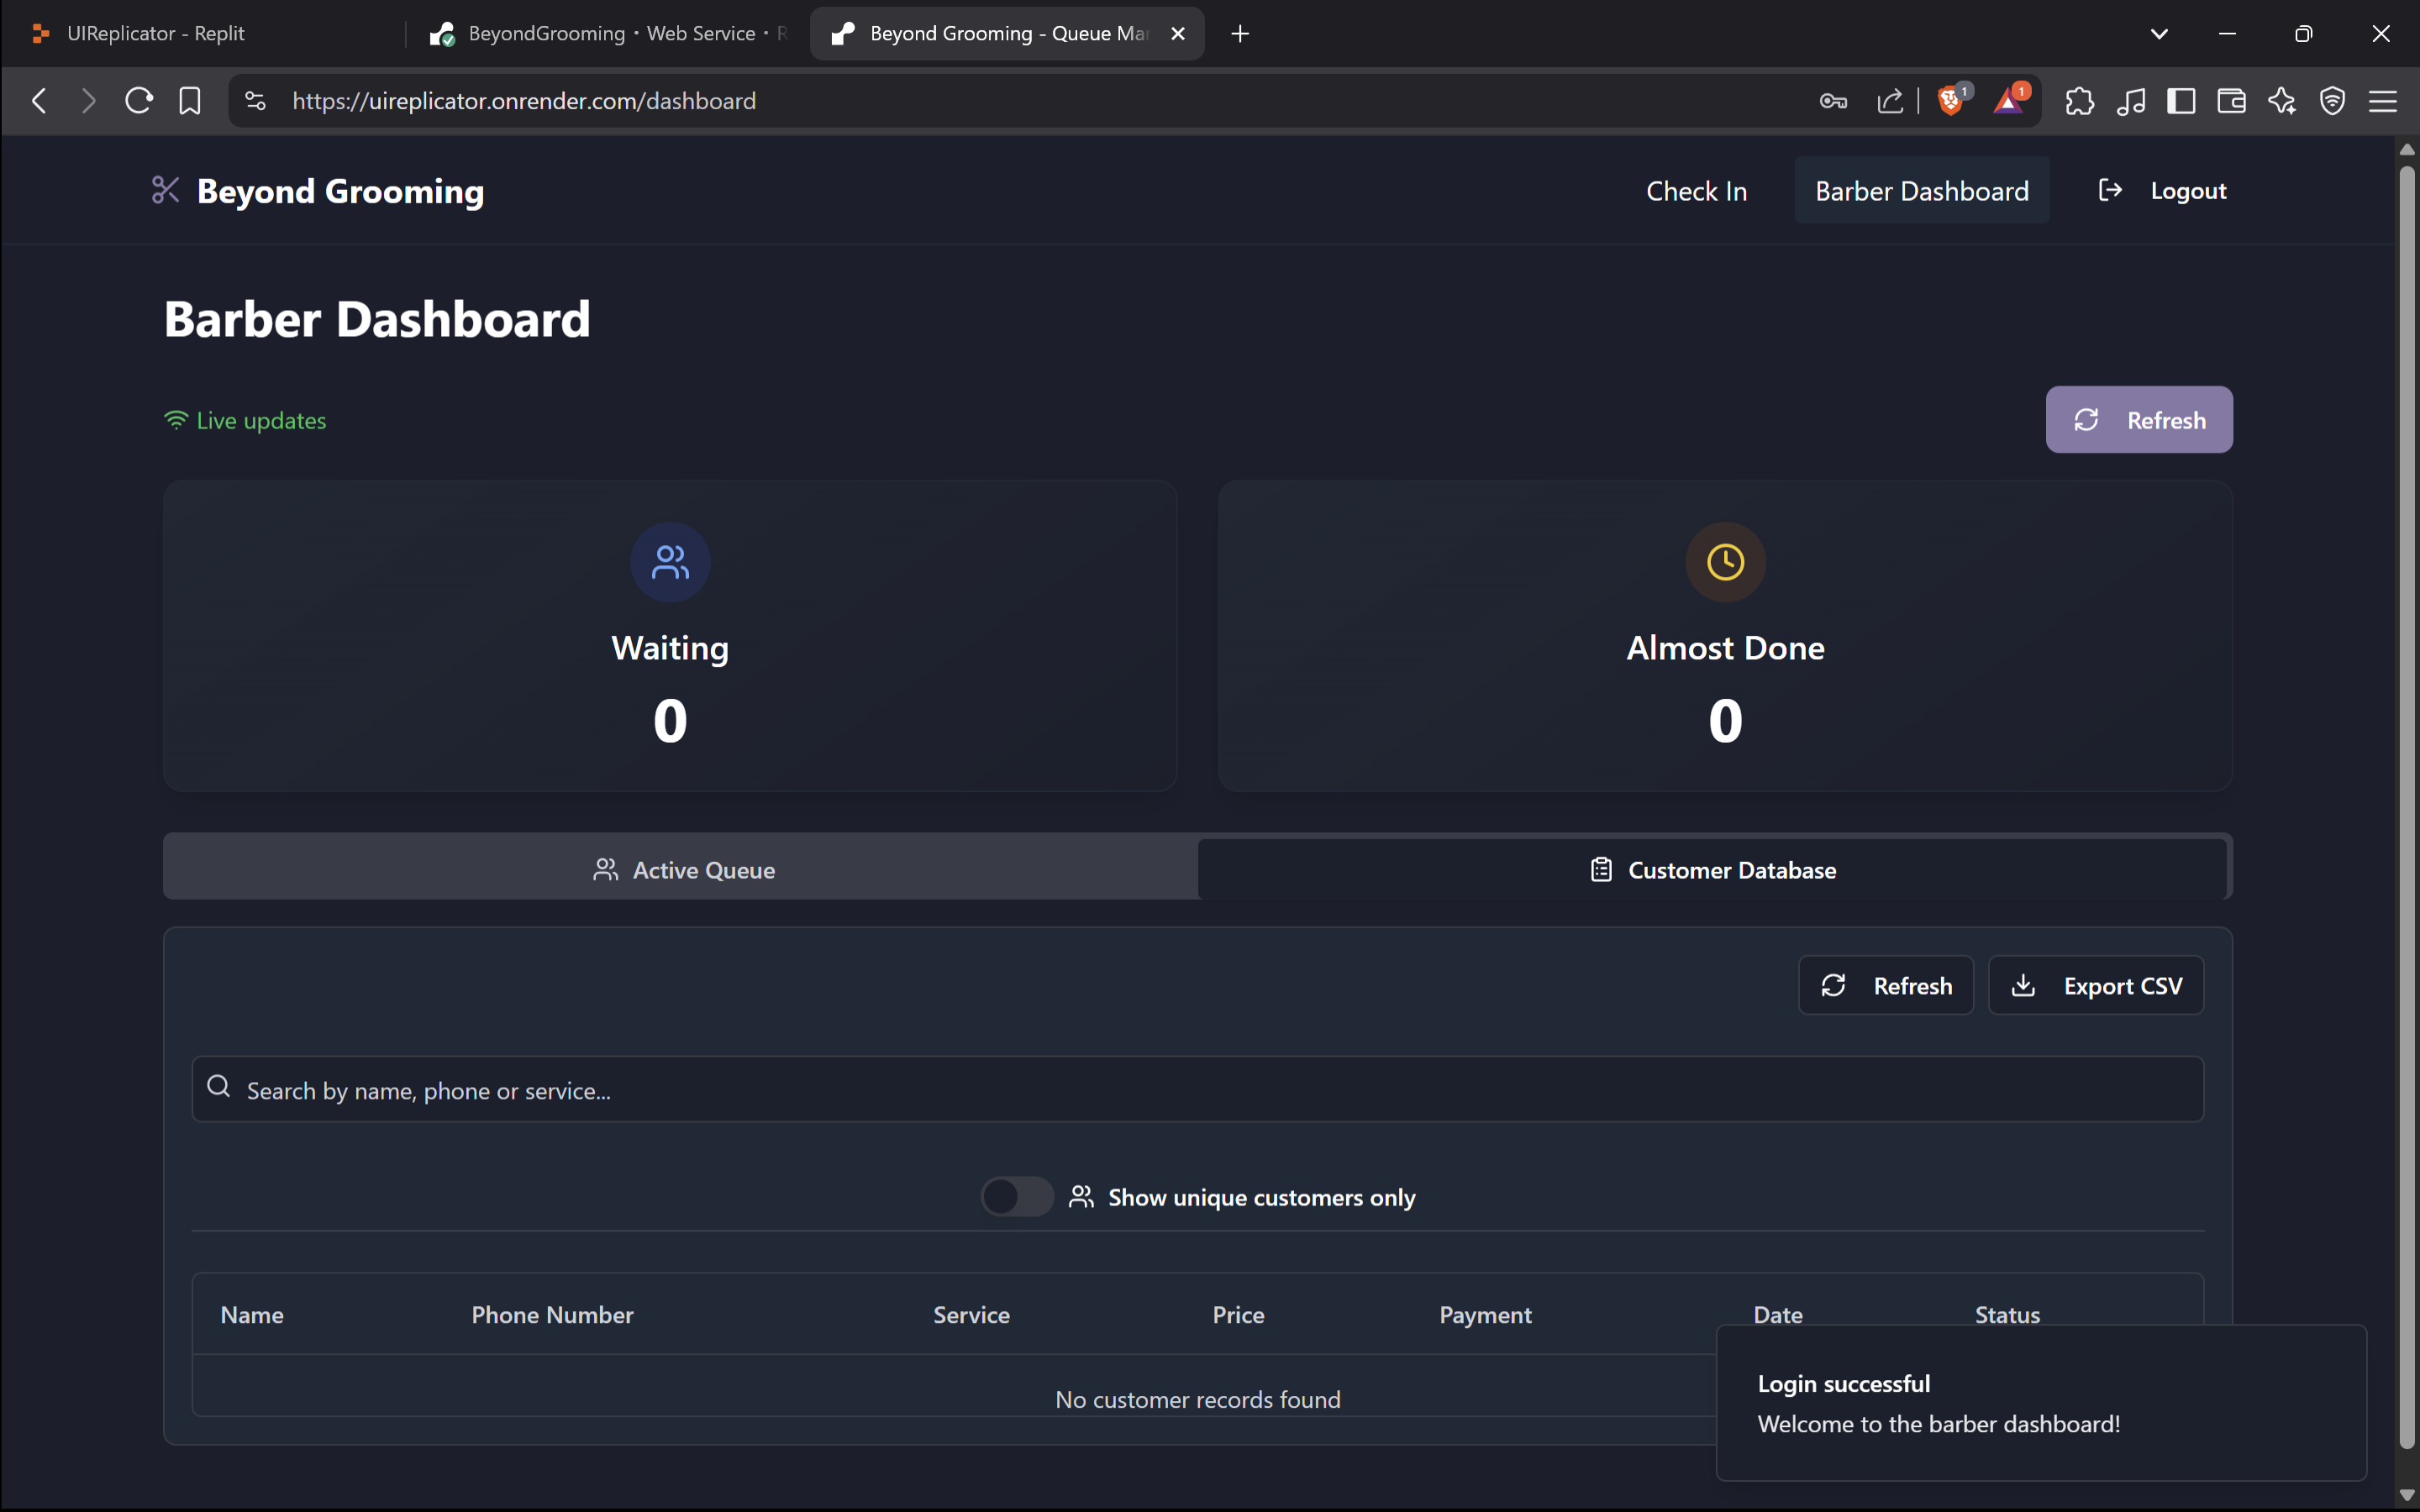 UIReplicator - Replit
BeyondGrooming · Web Service · R
Beyond Grooming - Queue Ma
https://uireplicator.onrender.com/dashboard
1
1
Beyond Grooming
Check In
Barber Dashboard
Logout
Barber Dashboard
Live updates
Refresh
Waiting
0
Almost Done
0
Active Queue
Customer Database
Refresh
Export CSV
Search by name, phone or service...
Show unique customers only
Name
Phone Number
Service
Price
Payment
Date
Status
No customer records found
Login successful
Welcome to the barber dashboard!